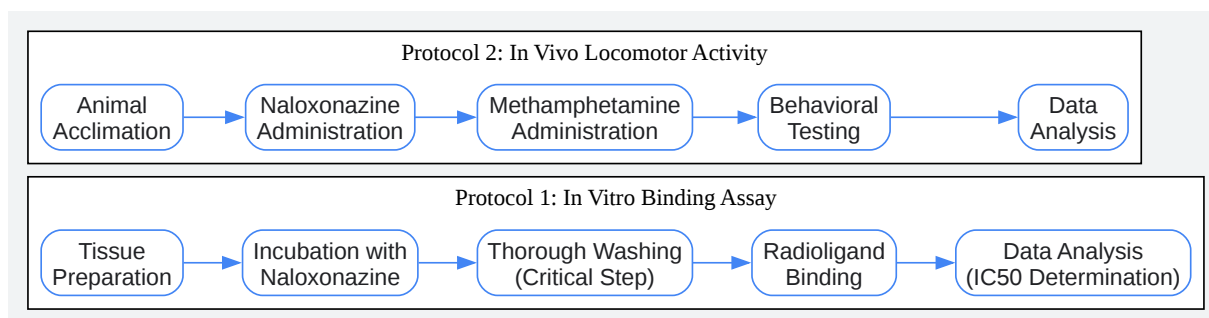 Protocol 2: In Vivo Locomotor Activity
Animal
Acclimation
Naloxonazine
Administration
Methamphetamine
Administration
Behavioral
Testing
Data
Analysis
Protocol 1: In Vitro Binding Assay
Tissue
Preparation
Incubation with
Naloxonazine
Thorough Washing
(Critical Step)
Radioligand
Binding
Data Analysis
(IC50 Determination)